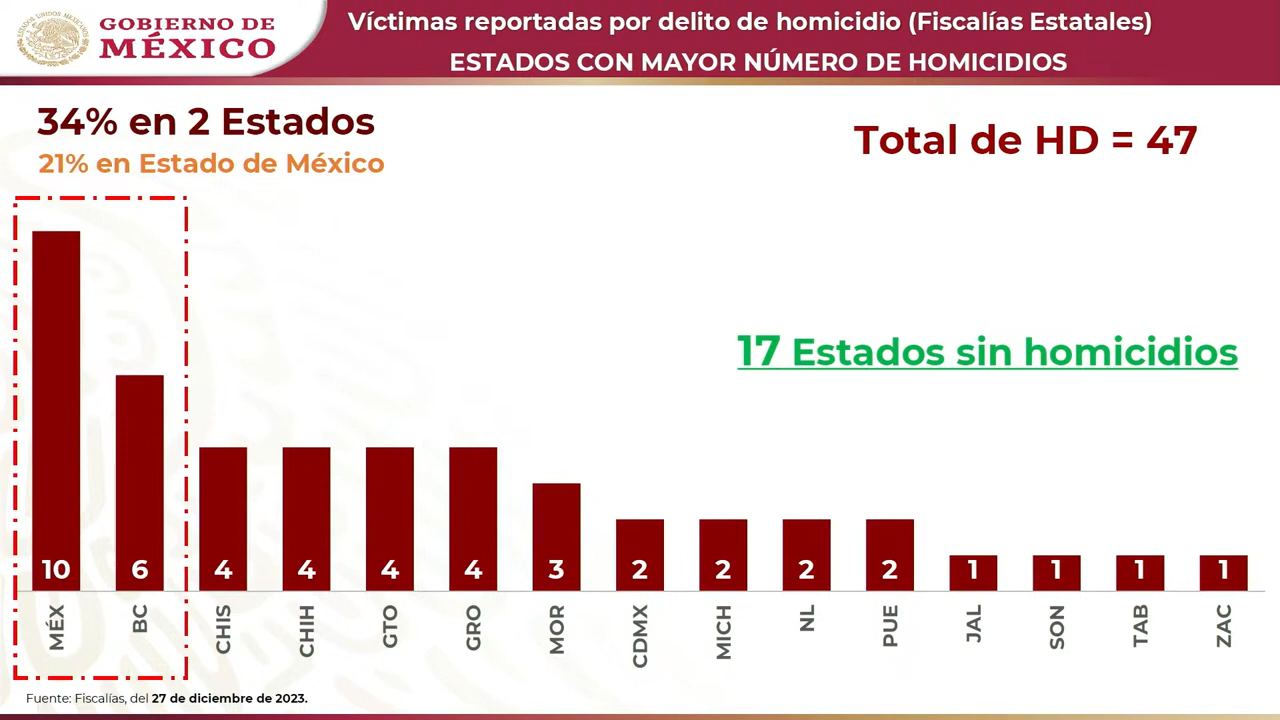 GOBIERNO DE
MÉXICO
Víctimas reportadas por delito de homicidio (Fiscalías Estatales)
ESTADOS CON MAYOR NÚMERO DE HOMICIDIOS
34% en 2 Estados
21% en Estado de México
Total de HD = 47
17 Estados sin homicidios
10 6 4 4 4 4 3 2 2 2 2 1 1 1 1
MÉX BC CHIS CHIH GTO GRO MOR CDMX MICH NL PUE JAL SON TAB ZAC
Fuente: Fiscalías, del 27 de diciembre de 2023.